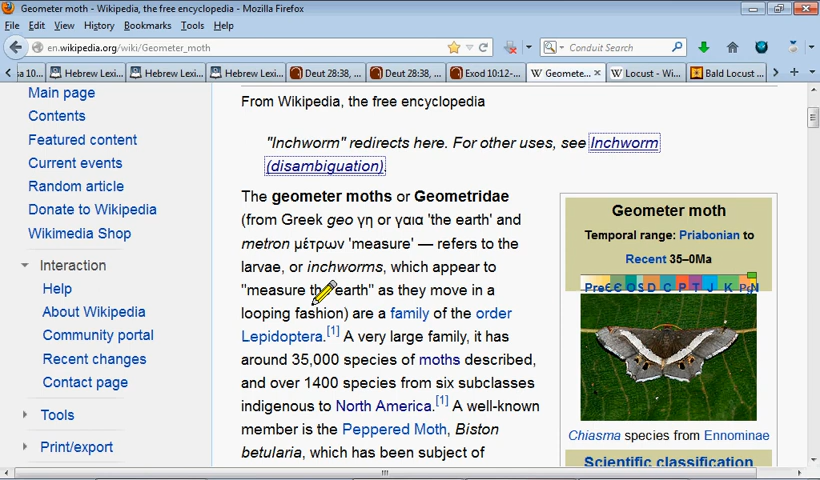 Geometer moth - Wikipedia, the free encyclopedia - Mozilla Firefox
File Edit View History Bookmarks Tools Help
en.wikipedia.org/wiki/Geometer_moth
Conduit Search
sa 10...
Hebrew Lexi...
Hebrew Lexi...
Hebrew Lexi...
Deut 28:38, ...
Deut 28:38, ...
Exod 10:12-...
W Geomete... ×
W Locust - Wi...
Bald Locust ...
Main page
Contents
Featured content
Current events
Random article
Donate to Wikipedia
Wikimedia Shop
Interaction
Help
About Wikipedia
Community portal
Recent changes
Contact page
Tools
Print/export
From Wikipedia, the free encyclopedia
"Inchworm" redirects here. For other uses, see Inchworm
(disambiguation).
The geometer moths or Geometridae
(from Greek geo γη or γαια 'the earth' and
metron μέτρων 'measure' — refers to the
larvae, or inchworms, which appear to
"measure the earth" as they move in a
looping fashion) are a family of the order
Lepidoptera.[1] A very large family, it has
around 35,000 species of moths described,
and over 1400 species from six subclasses
indigenous to North America.[1] A well-known
member is the Peppered Moth, Biston
betularia, which has been subject of
Geometer moth
Temporal range: Priabonian to
Recent 35–0Ma
PreЄ Є O S D C P T J K Pg N
Chiasma species from Ennominae
Scientific classification